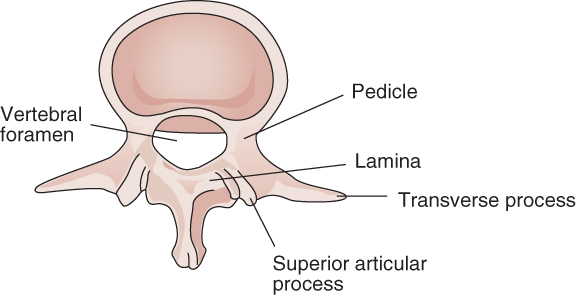 Pedicle
Vertebral
foramen
Lamina
Transverse process
Superior articular
process